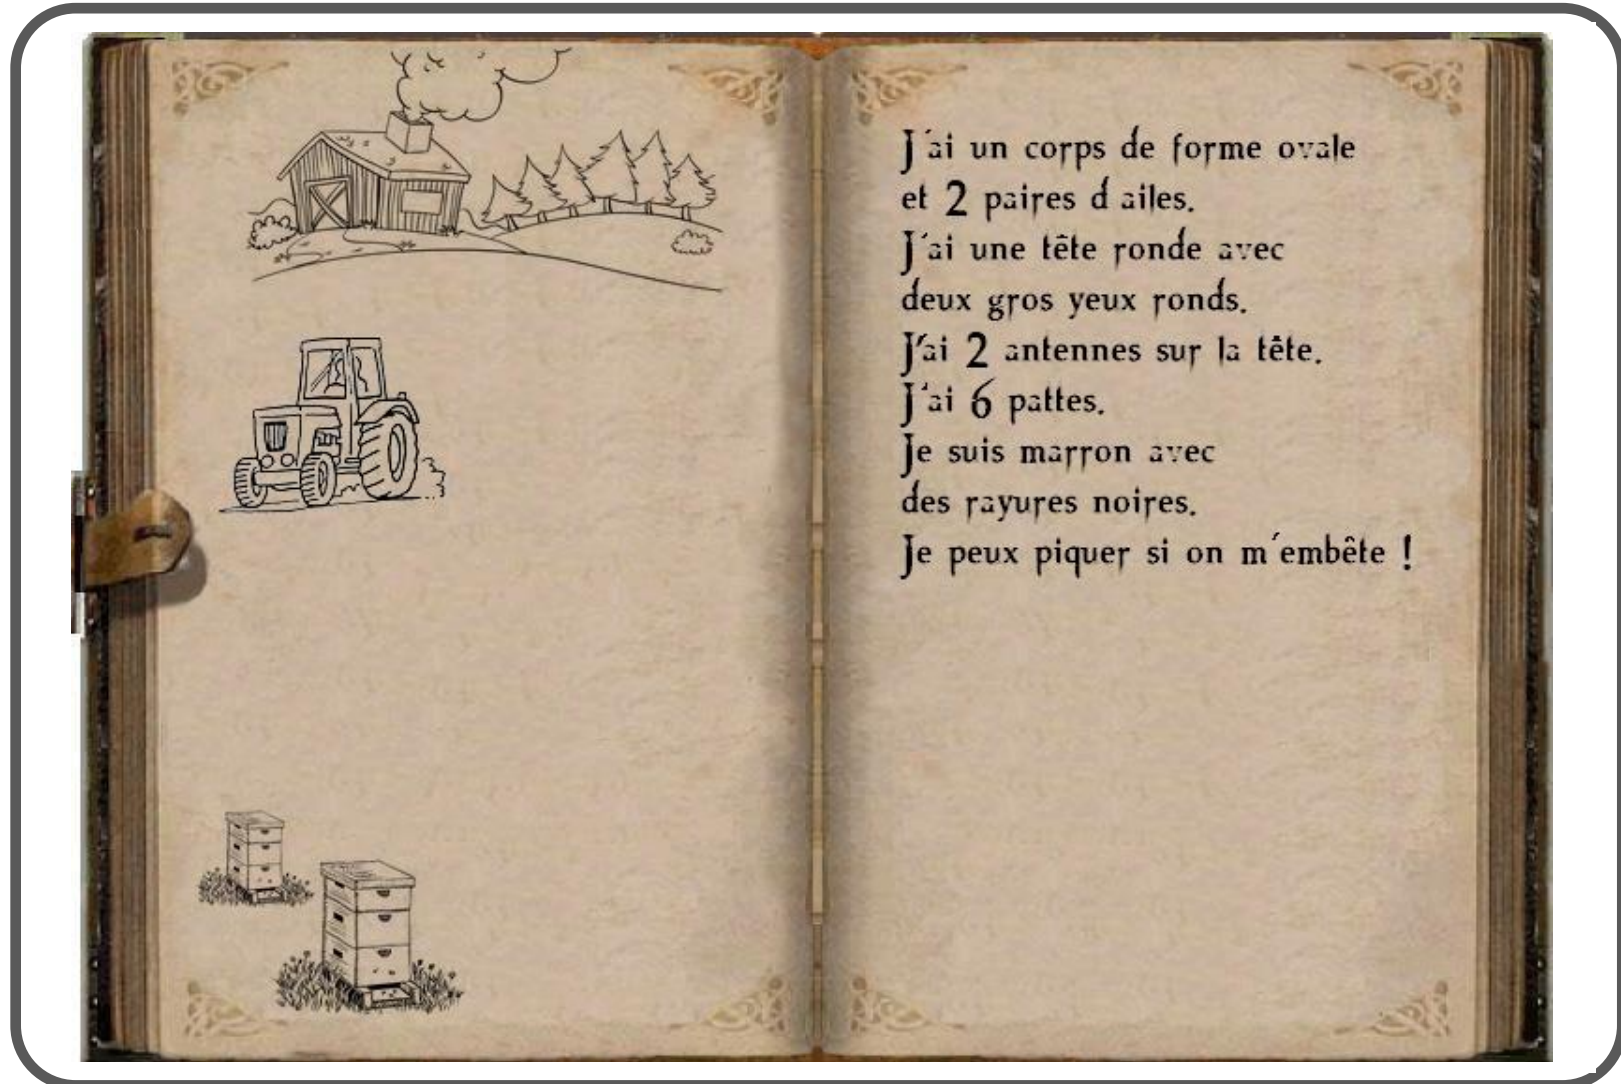 J'ai un corps de forme ovale
et 2 paires d ailes.
J'ai une tête ronde avec
deux gros yeux ronds.
J'ai 2 antennes sur la tête.
J'ai 6 pattes.
Je suis marron avec
des rayures noires.
Je peux piquer si on m'embête !